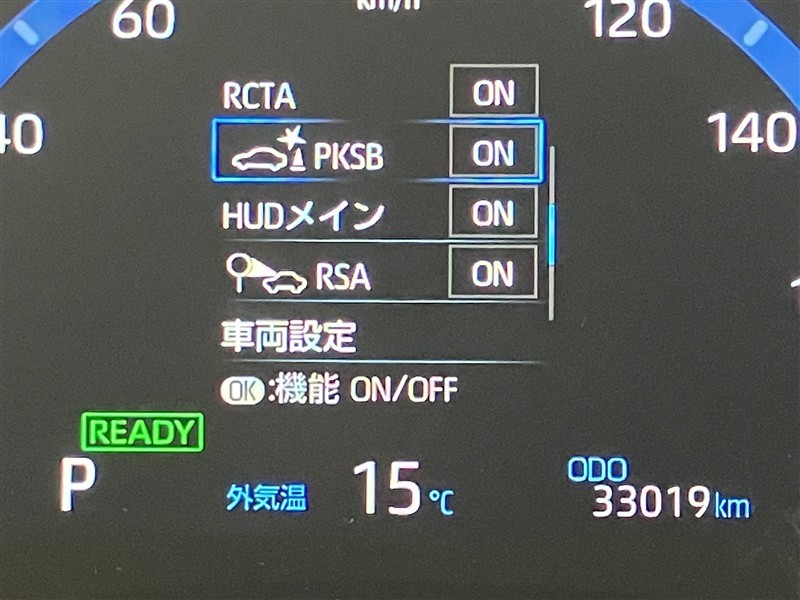 60 km/h 120
40 140
RCTA ON
PKSB ON
HUDメイン ON
RSA ON
車両設定
OK:機能 ON/OFF
READY
P 外気温 15℃ ODO 33019km